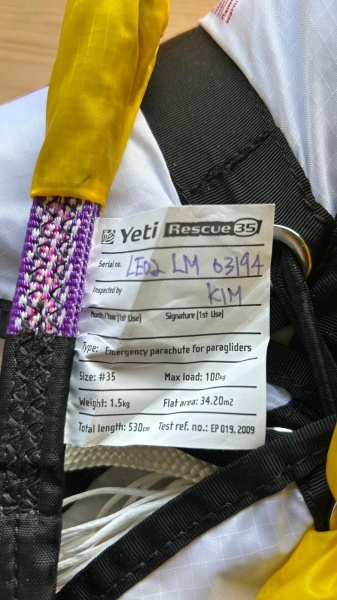 Yeti Rescue 35
Serial no. LE02 LM 03194
Inspected by KIM
Month / Year [1st Use] Signature [1st Use]
Type: Emergency parachute for paragliders
Size: #35 Max load: 100kg
Weight: 1.5kg Flat area: 34.20m2
Total length: 530cm Test ref. no.: EP 019. 2009